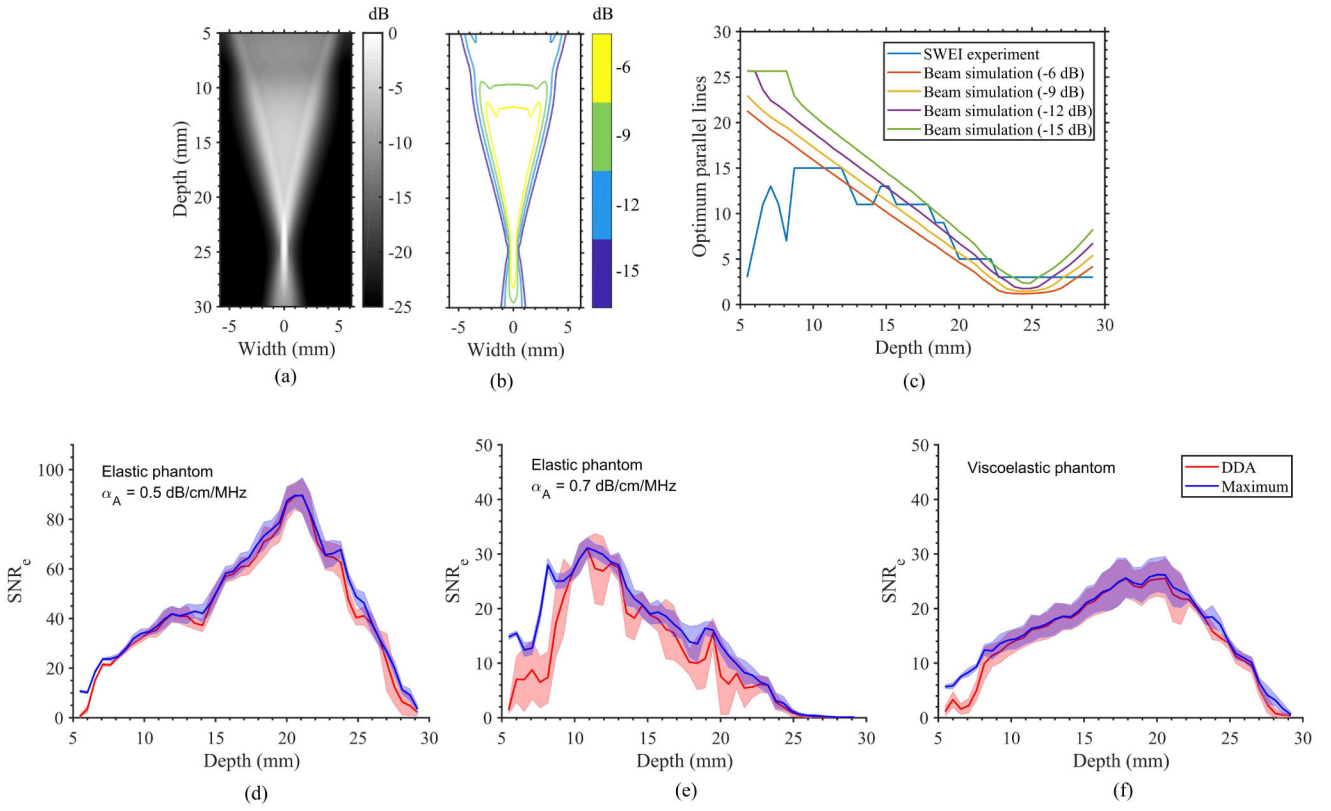 dB
5
10
15
20
25
30
Depth (mm)
-5
0
5
Width (mm)
0
-5
-10
-15
-20
-25
(a)
dB
-6
-9
-12
-15
-5
0
5
Width (mm)
(b)
30
25
20
15
10
5
0
Optimum parallel lines
SWEI experiment
Beam simulation (-6 dB)
Beam simulation (-9 dB)
Beam simulation (-12 dB)
Beam simulation (-15 dB)
5 10 15 20 25 30
Depth (mm)
(c)
100
80
60
40
20
0
SNRe
Elastic phantom
αA = 0.5 dB/cm/MHz
5 10 15 20 25 30
Depth (mm)
(d)
50
40
30
20
10
0
SNRe
Elastic phantom
αA = 0.7 dB/cm/MHz
5 10 15 20 25 30
Depth (mm)
(e)
50
40
30
20
10
0
SNRe
Viscoelastic phantom
DDA
Maximum
5 10 15 20 25 30
Depth (mm)
(f)